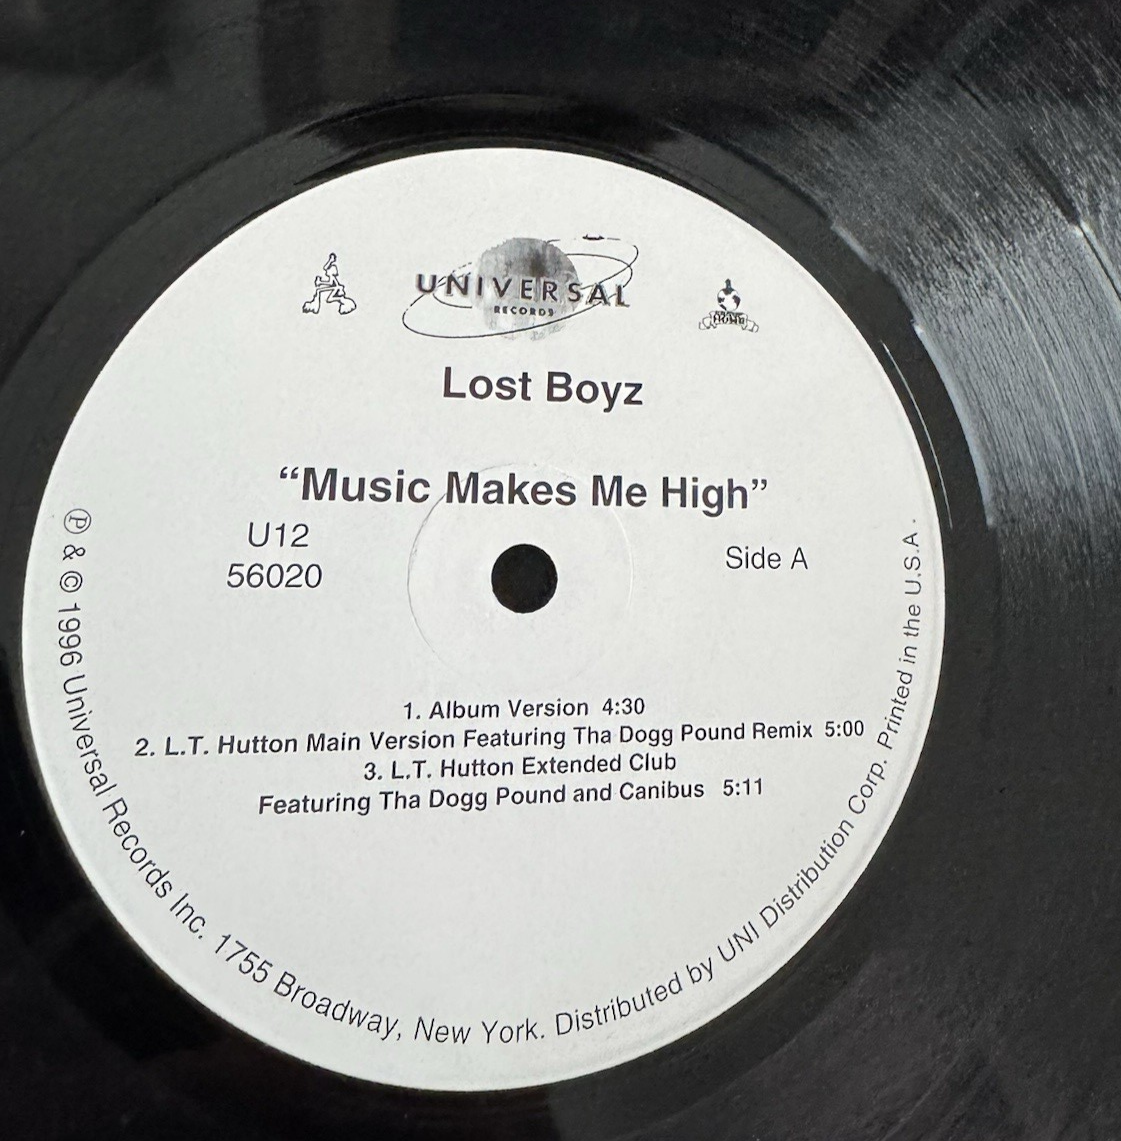 UNIVERSAL
RECORDS
Lost Boyz
“Music Makes Me High”
U12
56020
Side A
1. Album Version 4:30
2. L.T. Hutton Main Version Featuring Tha Dogg Pound Remix 5:00
3. L.T. Hutton Extended Club
Featuring Tha Dogg Pound and Canibus 5:11
℗ & © 1996 Universal Records Inc. 1755 Broadway, New York. Distributed by UNI Distribution Corp. Printed in the U.S.A.